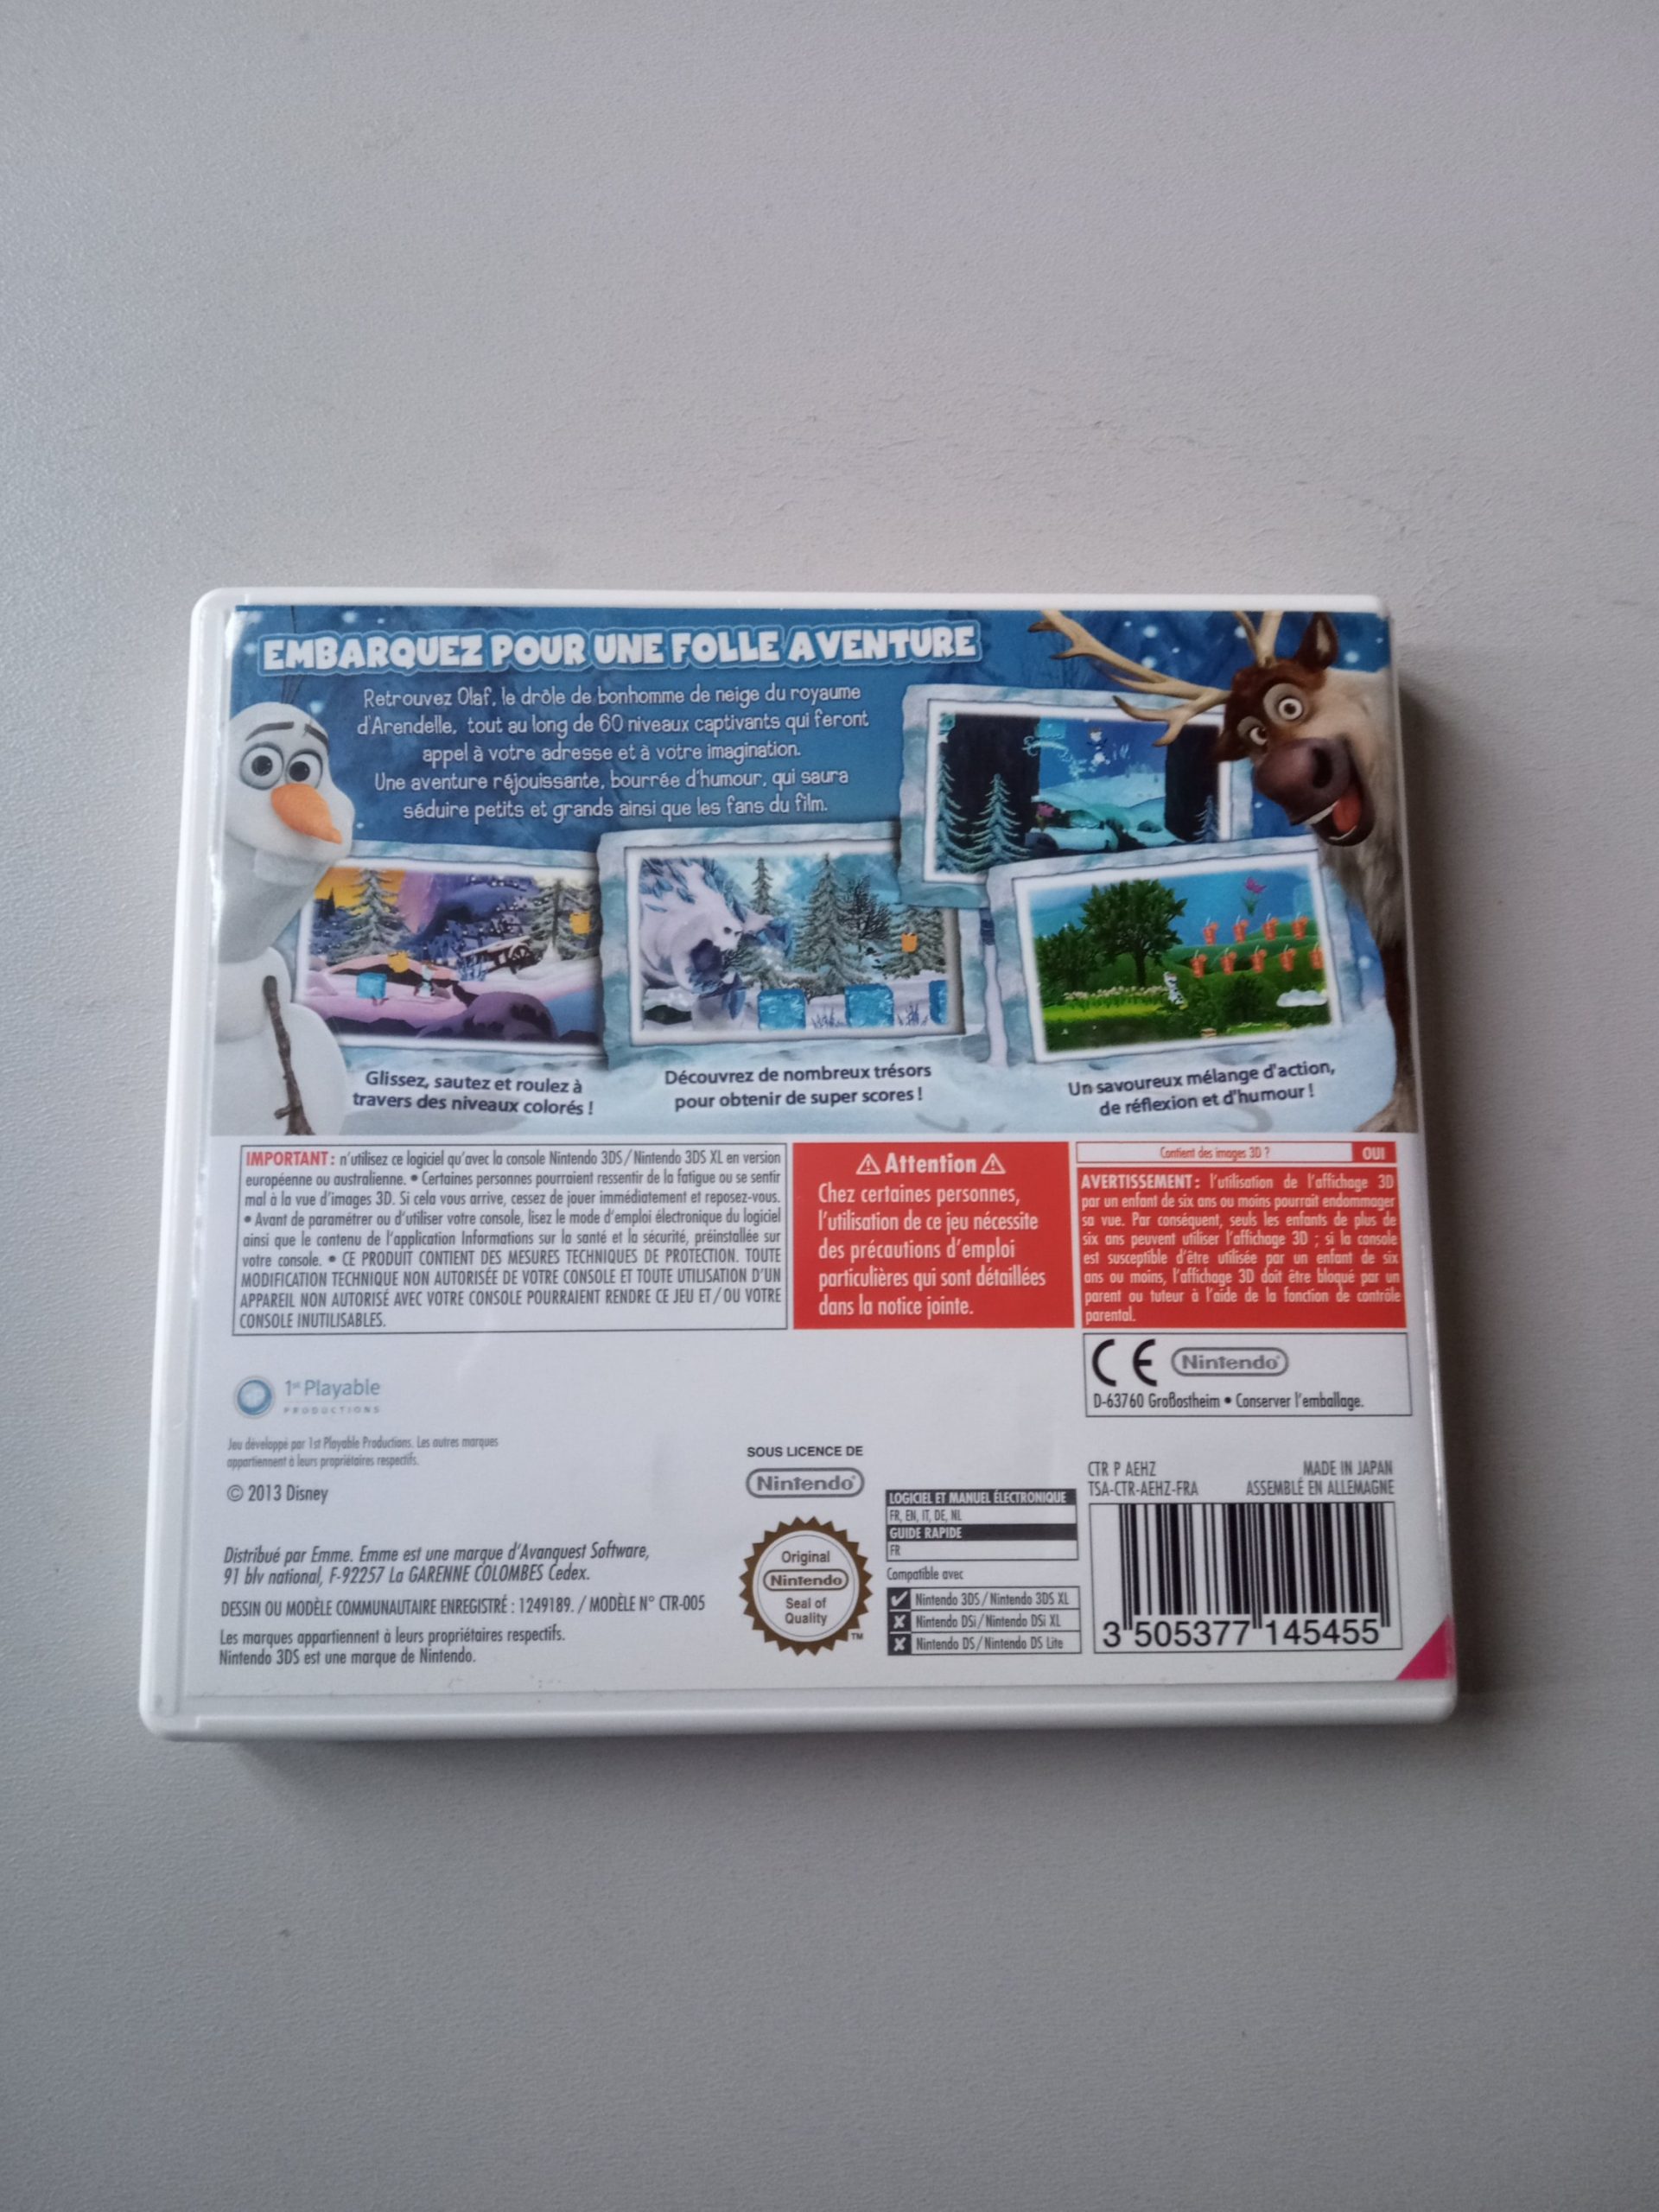 EMBARQUEZ POUR UNE FOLLE AVENTURE
Retrouvez Olaf, le drôle de bonhomme de neige du royaume
d'Arendelle, tout au long de 60 niveaux captivants qui feront
appel à votre adresse et à votre imagination.
Une aventure réjouissante, bourrée d'humour, qui saura
séduire petits et grands ainsi que les fans du film.
Glissez, sautez et roulez à
travers des niveaux colorés !
Découvrez de nombreux trésors
pour obtenir de super scores !
Un savoureux mélange d'action,
de réflexion et d'humour !
IMPORTANT : n'utilisez ce logiciel qu'avec la console Nintendo 3DS/Nintendo 3DS XL en version
européenne ou australienne. • Certaines personnes pourraient ressentir de la fatigue ou se sentir
mal à la vue d'images 3D. Si cela vous arrive, cessez de jouer immédiatement et reposez-vous.
• Avant de paramétrer ou d'utiliser votre console, lisez le mode d'emploi électronique du logiciel
ainsi que le contenu de l'application Informations sur la santé et la sécurité, préinstallée sur
votre console. • CE PRODUIT CONTIENT DES MESURES TECHNIQUES DE PROTECTION. TOUTE
MODIFICATION TECHNIQUE NON AUTORISÉE DE VOTRE CONSOLE ET TOUTE UTILISATION D'UN
APPAREIL NON AUTORISÉ AVEC VOTRE CONSOLE POURRAIENT RENDRE CE JEU ET/OU VOTRE
CONSOLE INUTILISABLES.
⚠ Attention ⚠
Chez certaines personnes,
l'utilisation de ce jeu nécessite
des précautions d'emploi
particulières qui sont détaillées
dans la notice jointe.
Contient des images 3D ? OUI
AVERTISSEMENT : l'utilisation de l'affichage 3D
par un enfant de six ans ou moins pourrait endommager
sa vue. Par conséquent, seuls les enfants de plus de
six ans peuvent utiliser l'affichage 3D ; si la console
est susceptible d'être utilisée par un enfant de six
ans ou moins, l'affichage 3D doit être bloqué par un
parent ou tuteur à l'aide de la fonction de contrôle
parental.
CE Nintendo
D-63760 Großostheim • Conserver l'emballage.
1st Playable
PRODUCTIONS
Jeu développé par 1st Playable Productions. Les autres marques
appartiennent à leurs propriétaires respectifs.
© 2013 Disney
Distribué par Emme. Emme est une marque d'Avanquest Software,
91 blv national, F-92257 La GARENNE COLOMBES Cedex.
DESSIN OU MODÈLE COMMUNAUTAIRE ENREGISTRÉ : 1249189. / MODÈLE N° CTR-005
Les marques appartiennent à leurs propriétaires respectifs.
Nintendo 3DS est une marque de Nintendo.
SOUS LICENCE DE
Nintendo
Original
Nintendo
Seal of
Quality
TM
LOGICIEL ET MANUEL ÉLECTRONIQUE
FR, EN, IT, DE, NL
GUIDE RAPIDE
FR
Compatible avec
Nintendo 3DS/Nintendo 3DS XL
Nintendo DSi/Nintendo DSi XL
Nintendo DS/Nintendo DS Lite
CTR P AEHZ MADE IN JAPAN
TSA-CTR-AEHZ-FRA ASSEMBLÉ EN ALLEMAGNE
3 505377 145455